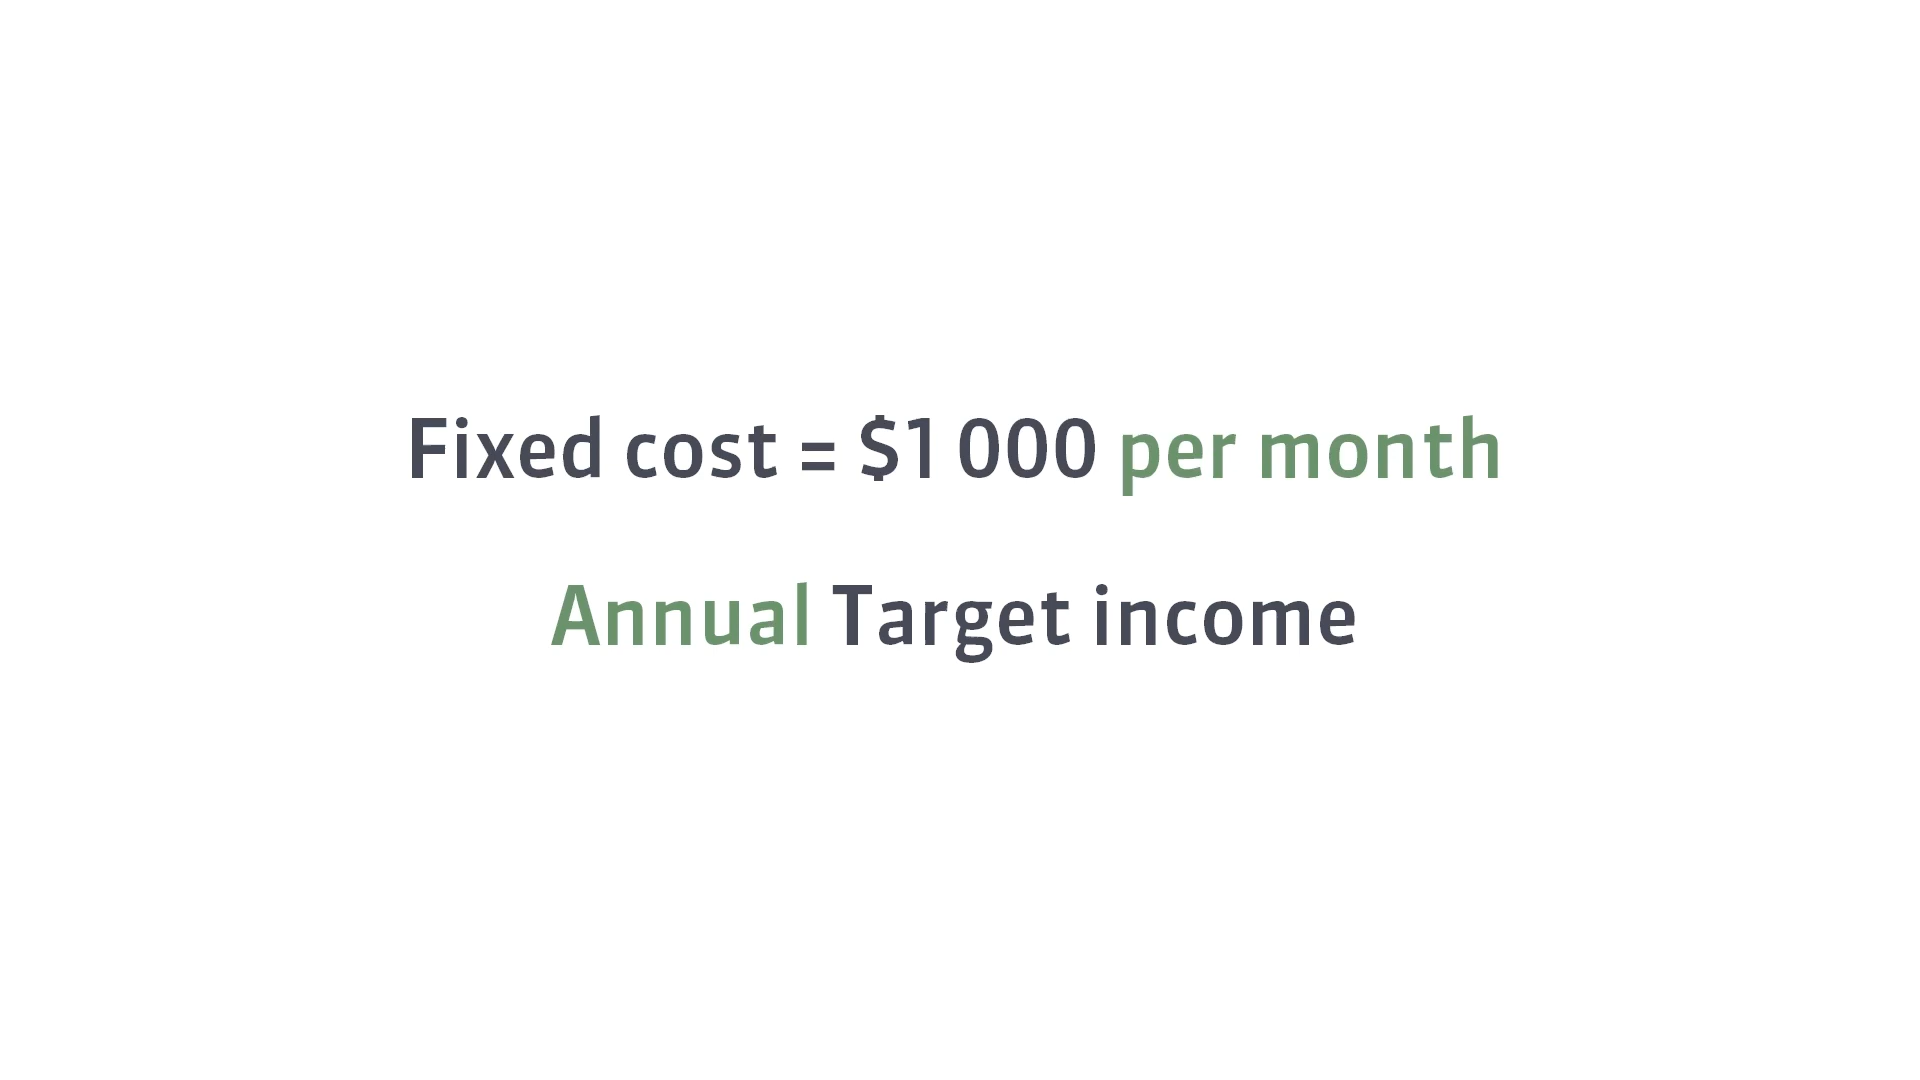 Fixed cost = $1 000 per month
Annual Target income